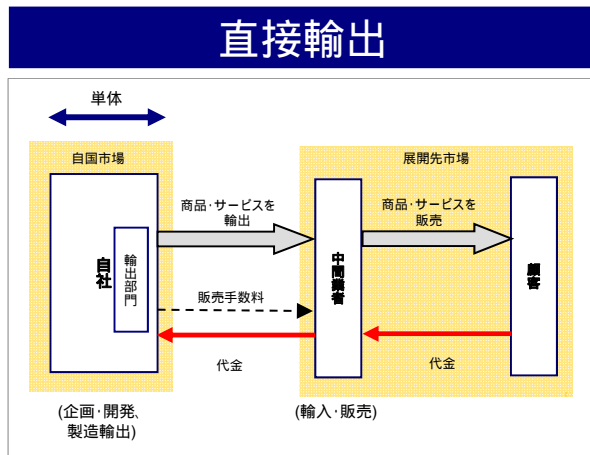 直接輸出
単体
自国市場
展開先市場
商品･サービスを
輸出
商品･サービスを
販売
自社
輸出部門
中間業者
顧客
販売手数料
代金
代金
(企画･開発、
製造輸出)
(輸入･販売)